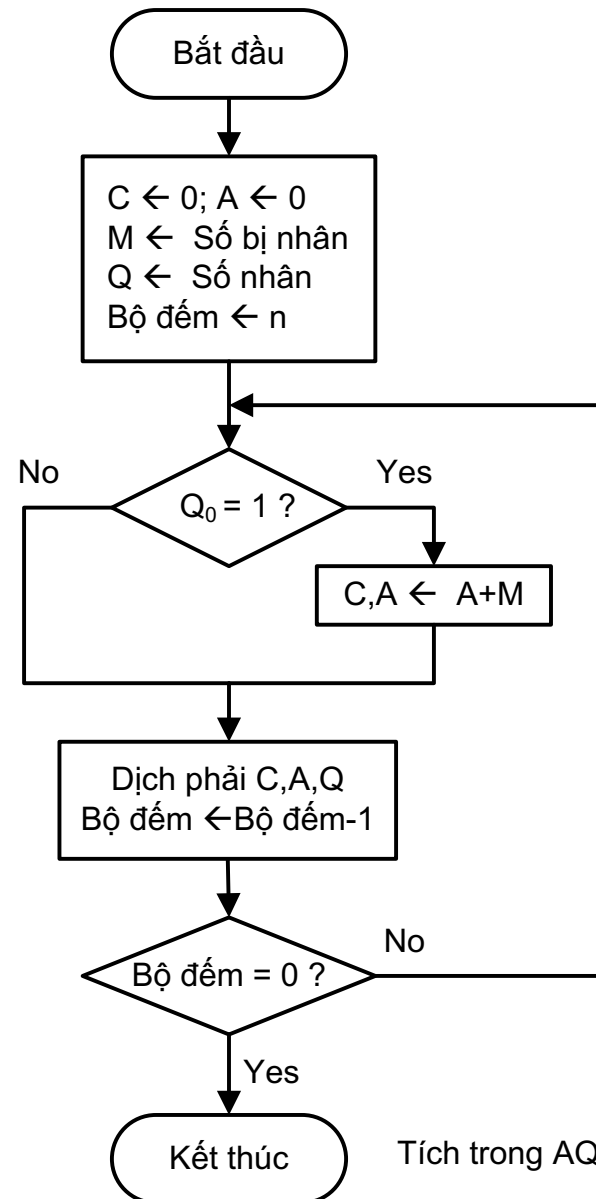 Bắt đầu
C ← 0; A ← 0
M ← Số bị nhân
Q ← Số nhân
Bộ đếm ← n
No
Yes
Q₀ = 1 ?
C,A ← A+M
Dịch phải C,A,Q
Bộ đếm ←Bộ đếm-1
No
Bộ đếm = 0 ?
Yes
Kết thúc
Tích trong AQ